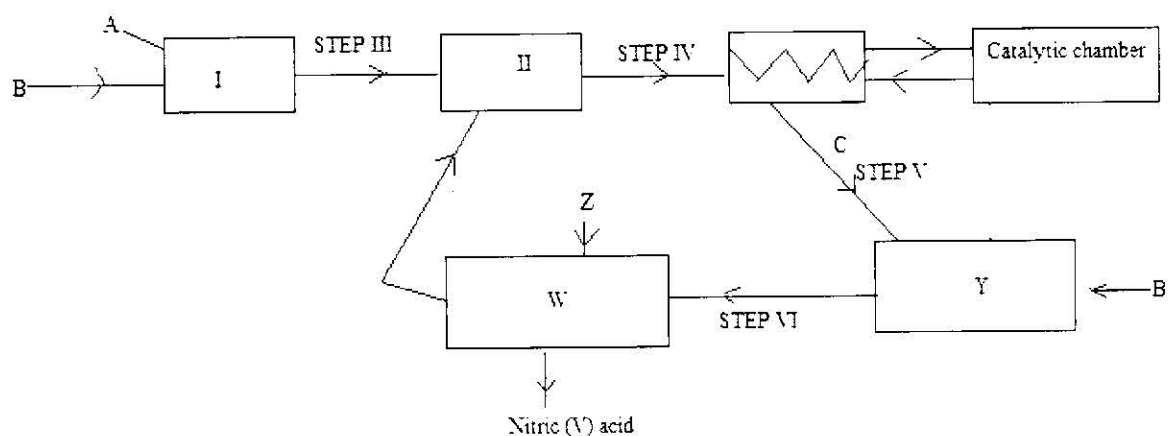 A
B
I
STEP III
II
STEP IV
Catalytic chamber
C
STEP V
Z
W
STEP VI
Y
B
Nitric (V) acid